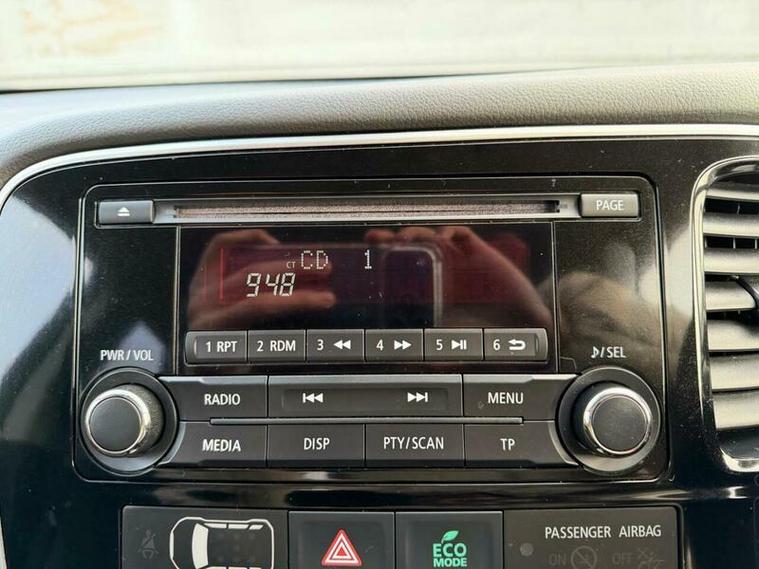 PAGE
CT CD 1
948
1 RPT 2 RDM 3 4 5 6
PWR / VOL
♪/SEL
RADIO MENU
MEDIA DISP PTY/SCAN TP
ECO
MODE
PASSENGER AIRBAG
ON OFF